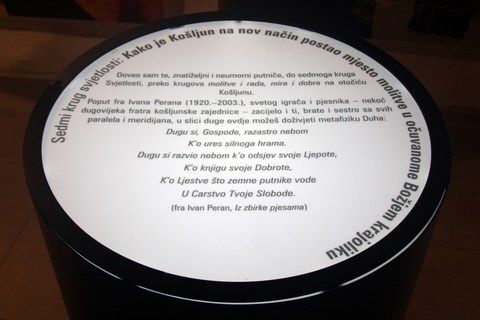 Sedmi krug svjetlosti: Kako je Košljun na nov način postao mjesto molitve u očuvanome Božjem krajoliku
Doveo sam te, znatiželjni i neumorni putniče, do sedmoga kruga
Svjetlosti, preko krugova molitve i rada, mira i dobra na otočiću
Košljunu.
Poput fra Ivana Perana (1920.–2003.), svetog igrača i pjesnika – nekoć
dugovijeka fratra košljunske zajednice – zacijelo i ti, brate i sestro sa svih
paralela i meridijana, u slici duge ovdje možeš doživjeti metafiziku Duha:
Dugu si, Gospode, razastro nebom
K'o ures silnoga hrama.
Dugu si razvio nebom k'o odsjev svoje Ljepote,
K'o knjigu svoje Dobrote,
K'o Ljestve što zemne putnike vode
U Carstvo Tvoje Slobode.
(fra Ivan Peran, Iz zbirke pjesama)